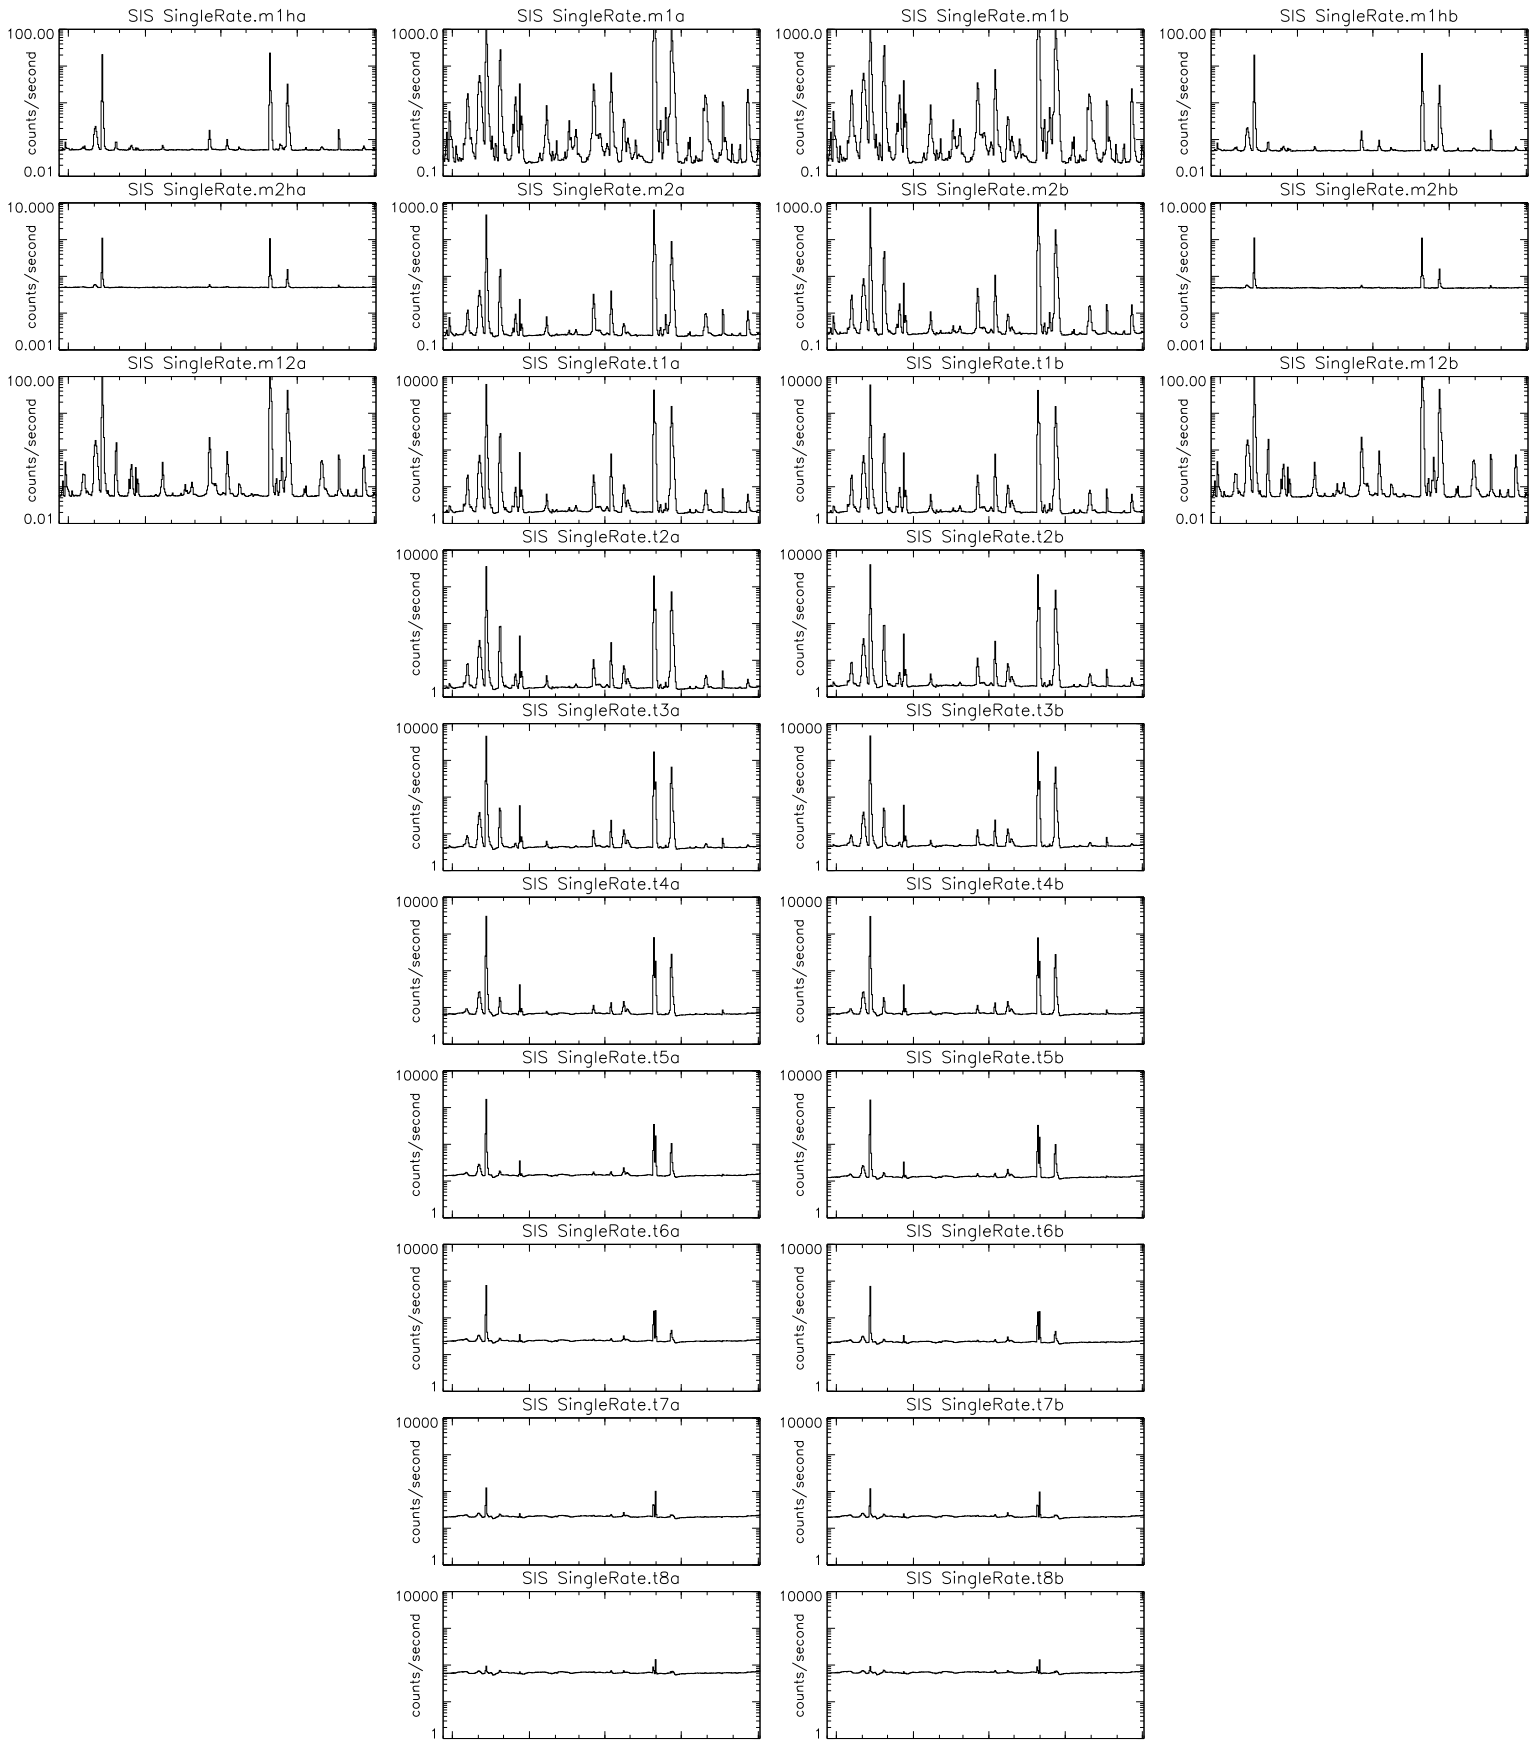 SIS SingleRate.m1ha
100.00
counts/second
0.01
SIS SingleRate.m1a
1000.0
counts/second
0.1
SIS SingleRate.m1b
1000.0
counts/second
0.1
SIS SingleRate.m1hb
100.00
counts/second
0.01
SIS SingleRate.m2ha
10.000
counts/second
0.001
SIS SingleRate.m2a
1000.0
counts/second
0.1
SIS SingleRate.m2b
1000.0
counts/second
0.1
SIS SingleRate.m2hb
10.000
counts/second
0.001
SIS SingleRate.m12a
100.00
counts/second
0.01
SIS SingleRate.t1a
10000
counts/second
1
SIS SingleRate.t1b
10000
counts/second
1
SIS SingleRate.m12b
100.00
counts/second
0.01
SIS SingleRate.t2a
10000
counts/second
1
SIS SingleRate.t2b
10000
counts/second
1
SIS SingleRate.t3a
10000
counts/second
1
SIS SingleRate.t3b
10000
counts/second
1
SIS SingleRate.t4a
10000
counts/second
1
SIS SingleRate.t4b
10000
counts/second
1
SIS SingleRate.t5a
10000
counts/second
1
SIS SingleRate.t5b
10000
counts/second
1
SIS SingleRate.t6a
10000
counts/second
1
SIS SingleRate.t6b
10000
counts/second
1
SIS SingleRate.t7a
10000
counts/second
1
SIS SingleRate.t7b
10000
counts/second
1
SIS SingleRate.t8a
10000
counts/second
1
SIS SingleRate.t8b
10000
counts/second
1